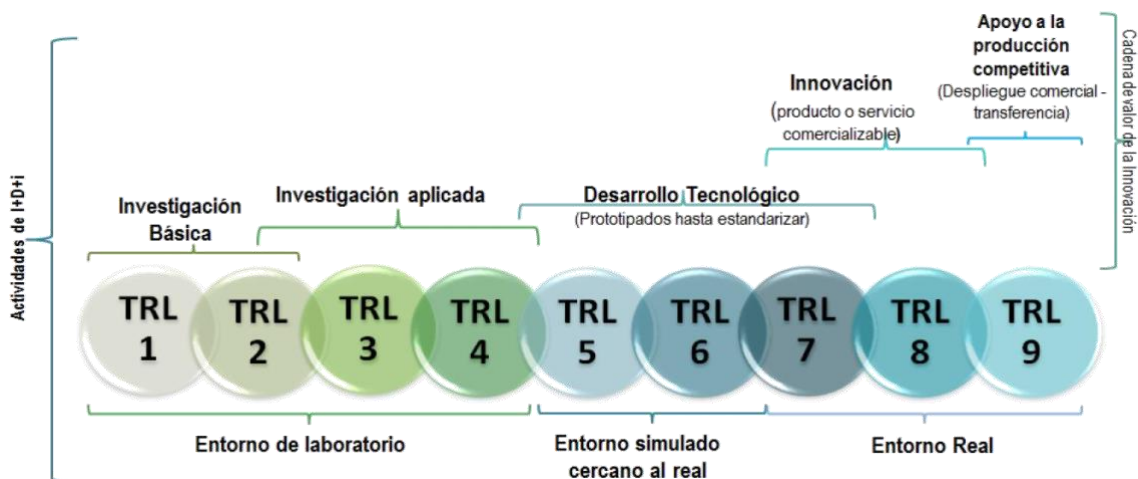 Actividades de I+D+i
Apoyo a la
producción
competitiva
(Despliegue comercial -
transferencia)
Cadena de valor de la Innovación
Innovación
(producto o servicio
comercializable)
Investigación
Básica
Investigación aplicada
Desarrollo Tecnológico
(Prototipados hasta estandarizar)
TRL
1
TRL
2
TRL
3
TRL
4
TRL
5
TRL
6
TRL
7
TRL
8
TRL
9
Entorno de laboratorio
Entorno simulado
cercano al real
Entorno Real